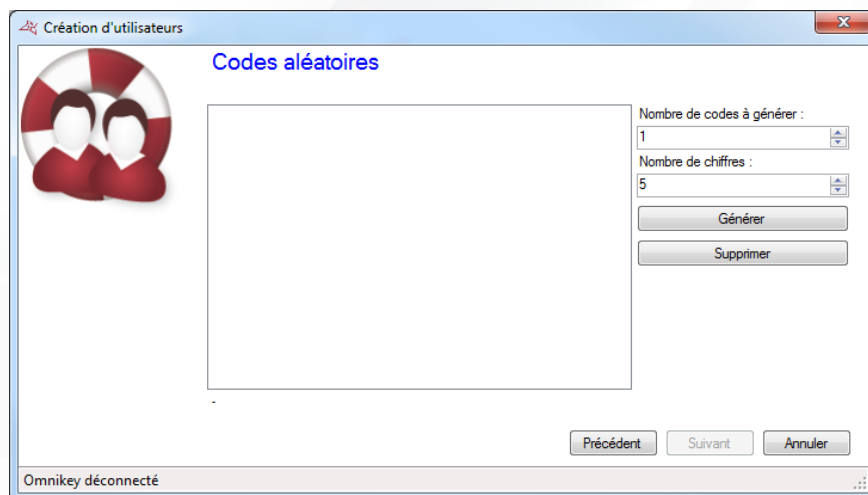 Création d'utilisateurs
Codes aléatoires
Nombre de codes à générer :
1
Nombre de chiffres :
5
Générer
Supprimer
-
Précédent Suivant Annuler
Omnikey déconnecté